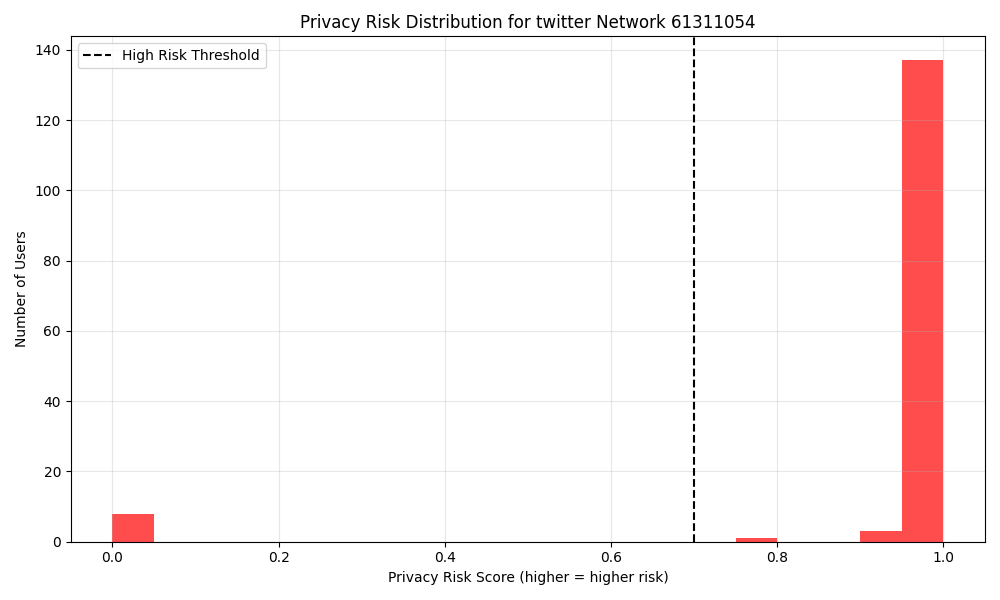 Privacy Risk Distribution for twitter Network 61311054
High Risk Threshold
Number of Users
140
120
100
80
60
40
20
0
0.0 0.2 0.4 0.6 0.8 1.0
Privacy Risk Score (higher = higher risk)